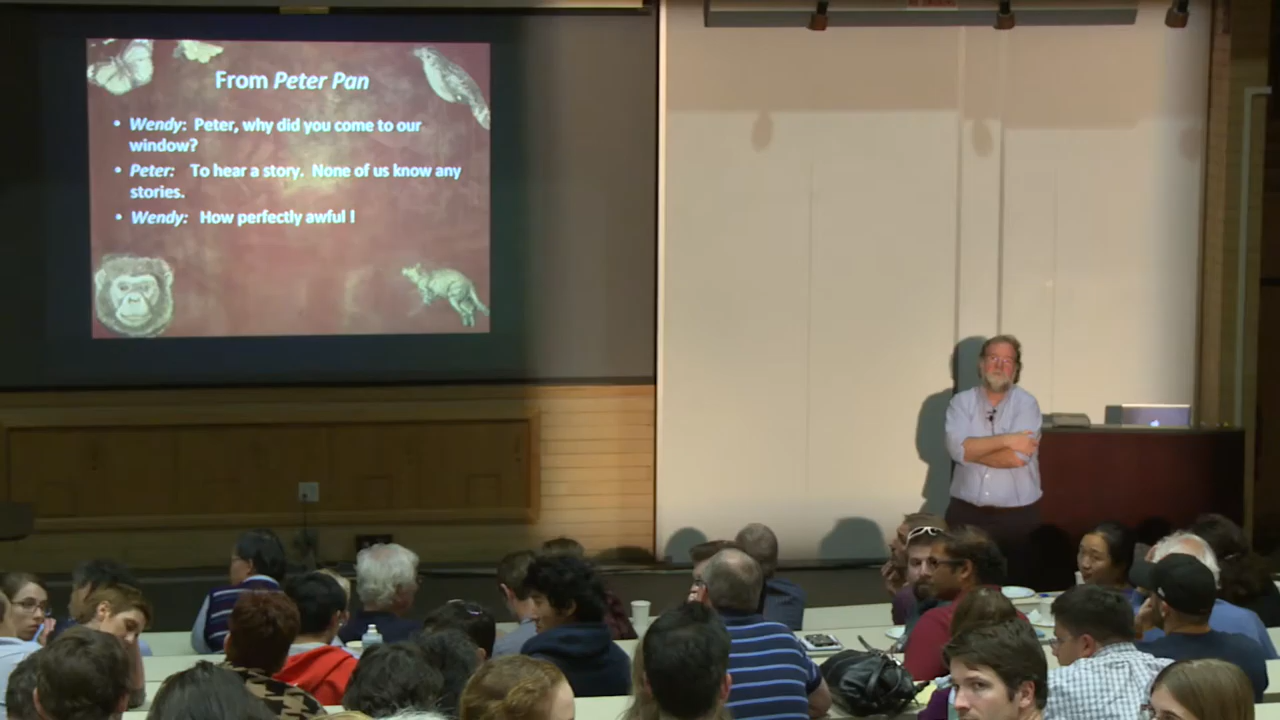 From Peter Pan
• Wendy: Peter, why did you come to our
window?
• Peter: To hear a story. None of us know any
stories.
• Wendy: How perfectly awful !